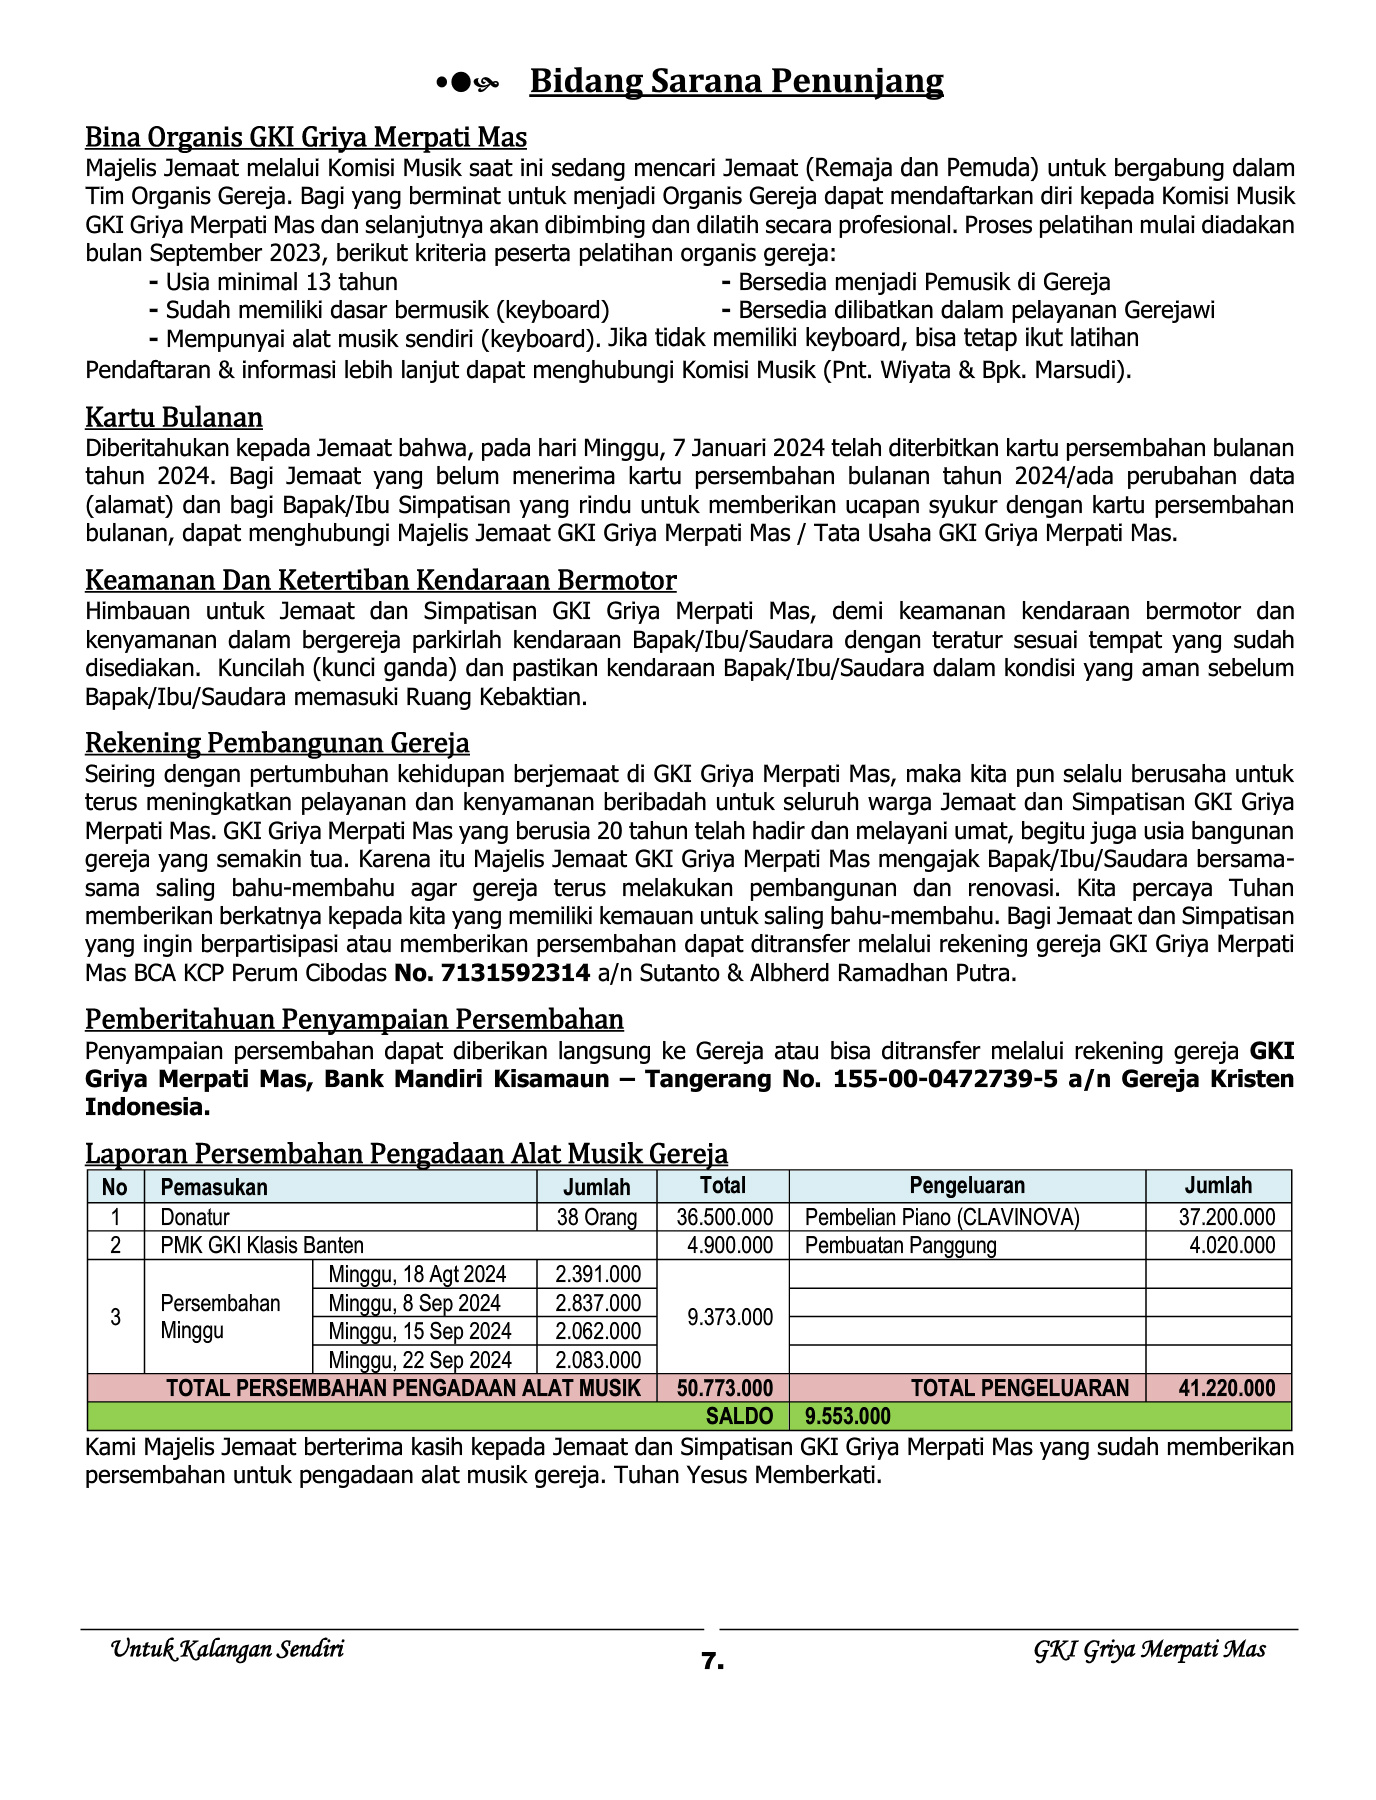 Bidang Sarana Penunjang
Bina Organis GKI Griya Merpati Mas
Majelis Jemaat melalui Komisi Musik saat ini sedang mencari Jemaat (Remaja dan Pemuda) untuk bergabung dalam
Tim Organis Gereja. Bagi yang berminat untuk menjadi Organis Gereja dapat mendaftarkan diri kepada Komisi Musik
GKI Griya Merpati Mas dan selanjutnya akan dibimbing dan dilatih secara profesional. Proses pelatihan mulai diadakan
bulan September 2023, berikut kriteria peserta pelatihan organis gereja:
- Usia minimal 13 tahun - Bersedia menjadi Pemusik di Gereja
- Sudah memiliki dasar bermusik (keyboard) - Bersedia dilibatkan dalam pelayanan Gerejawi
- Mempunyai alat musik sendiri (keyboard). Jika tidak memiliki keyboard, bisa tetap ikut latihan
Pendaftaran & informasi lebih lanjut dapat menghubungi Komisi Musik (Pnt. Wiyata & Bpk. Marsudi).
Kartu Bulanan
Diberitahukan kepada Jemaat bahwa, pada hari Minggu, 7 Januari 2024 telah diterbitkan kartu persembahan bulanan
tahun 2024. Bagi Jemaat yang belum menerima kartu persembahan bulanan tahun 2024/ada perubahan data
(alamat) dan bagi Bapak/Ibu Simpatisan yang rindu untuk memberikan ucapan syukur dengan kartu persembahan
bulanan, dapat menghubungi Majelis Jemaat GKI Griya Merpati Mas / Tata Usaha GKI Griya Merpati Mas.
Keamanan Dan Ketertiban Kendaraan Bermotor
Himbauan untuk Jemaat dan Simpatisan GKI Griya Merpati Mas, demi keamanan kendaraan bermotor dan
kenyamanan dalam bergereja parkirlah kendaraan Bapak/Ibu/Saudara dengan teratur sesuai tempat yang sudah
disediakan. Kuncilah (kunci ganda) dan pastikan kendaraan Bapak/Ibu/Saudara dalam kondisi yang aman sebelum
Bapak/Ibu/Saudara memasuki Ruang Kebaktian.
Rekening Pembangunan Gereja
Seiring dengan pertumbuhan kehidupan berjemaat di GKI Griya Merpati Mas, maka kita pun selalu berusaha untuk
terus meningkatkan pelayanan dan kenyamanan beribadah untuk seluruh warga Jemaat dan Simpatisan GKI Griya
Merpati Mas. GKI Griya Merpati Mas yang berusia 20 tahun telah hadir dan melayani umat, begitu juga usia bangunan
gereja yang semakin tua. Karena itu Majelis Jemaat GKI Griya Merpati Mas mengajak Bapak/Ibu/Saudara bersama-
sama saling bahu-membahu agar gereja terus melakukan pembangunan dan renovasi. Kita percaya Tuhan
memberikan berkatnya kepada kita yang memiliki kemauan untuk saling bahu-membahu. Bagi Jemaat dan Simpatisan
yang ingin berpartisipasi atau memberikan persembahan dapat ditransfer melalui rekening gereja GKI Griya Merpati
Mas BCA KCP Perum Cibodas No. 7131592314 a/n Sutanto & Albherd Ramadhan Putra.
Pemberitahuan Penyampaian Persembahan
Penyampaian persembahan dapat diberikan langsung ke Gereja atau bisa ditransfer melalui rekening gereja GKI
Griya Merpati Mas, Bank Mandiri Kisamaun – Tangerang No. 155-00-0472739-5 a/n Gereja Kristen
Indonesia.
Laporan Persembahan Pengadaan Alat Musik Gereja
No Pemasukan Jumlah Total Pengeluaran Jumlah
1 Donatur 38 Orang 36.500.000 Pembelian Piano (CLAVINOVA) 37.200.000
2 PMK GKI Klasis Banten 4.900.000 Pembuatan Panggung 4.020.000
3 Persembahan Minggu Minggu, 18 Agt 2024 2.391.000 9.373.000
Minggu, 8 Sep 2024 2.837.000
Minggu, 15 Sep 2024 2.062.000
Minggu, 22 Sep 2024 2.083.000
TOTAL PERSEMBAHAN PENGADAAN ALAT MUSIK 50.773.000 TOTAL PENGELUARAN 41.220.000
SALDO 9.553.000
Kami Majelis Jemaat berterima kasih kepada Jemaat dan Simpatisan GKI Griya Merpati Mas yang sudah memberikan
persembahan untuk pengadaan alat musik gereja. Tuhan Yesus Memberkati.
Untuk Kalangan Sendiri 7. GKI Griya Merpati Mas